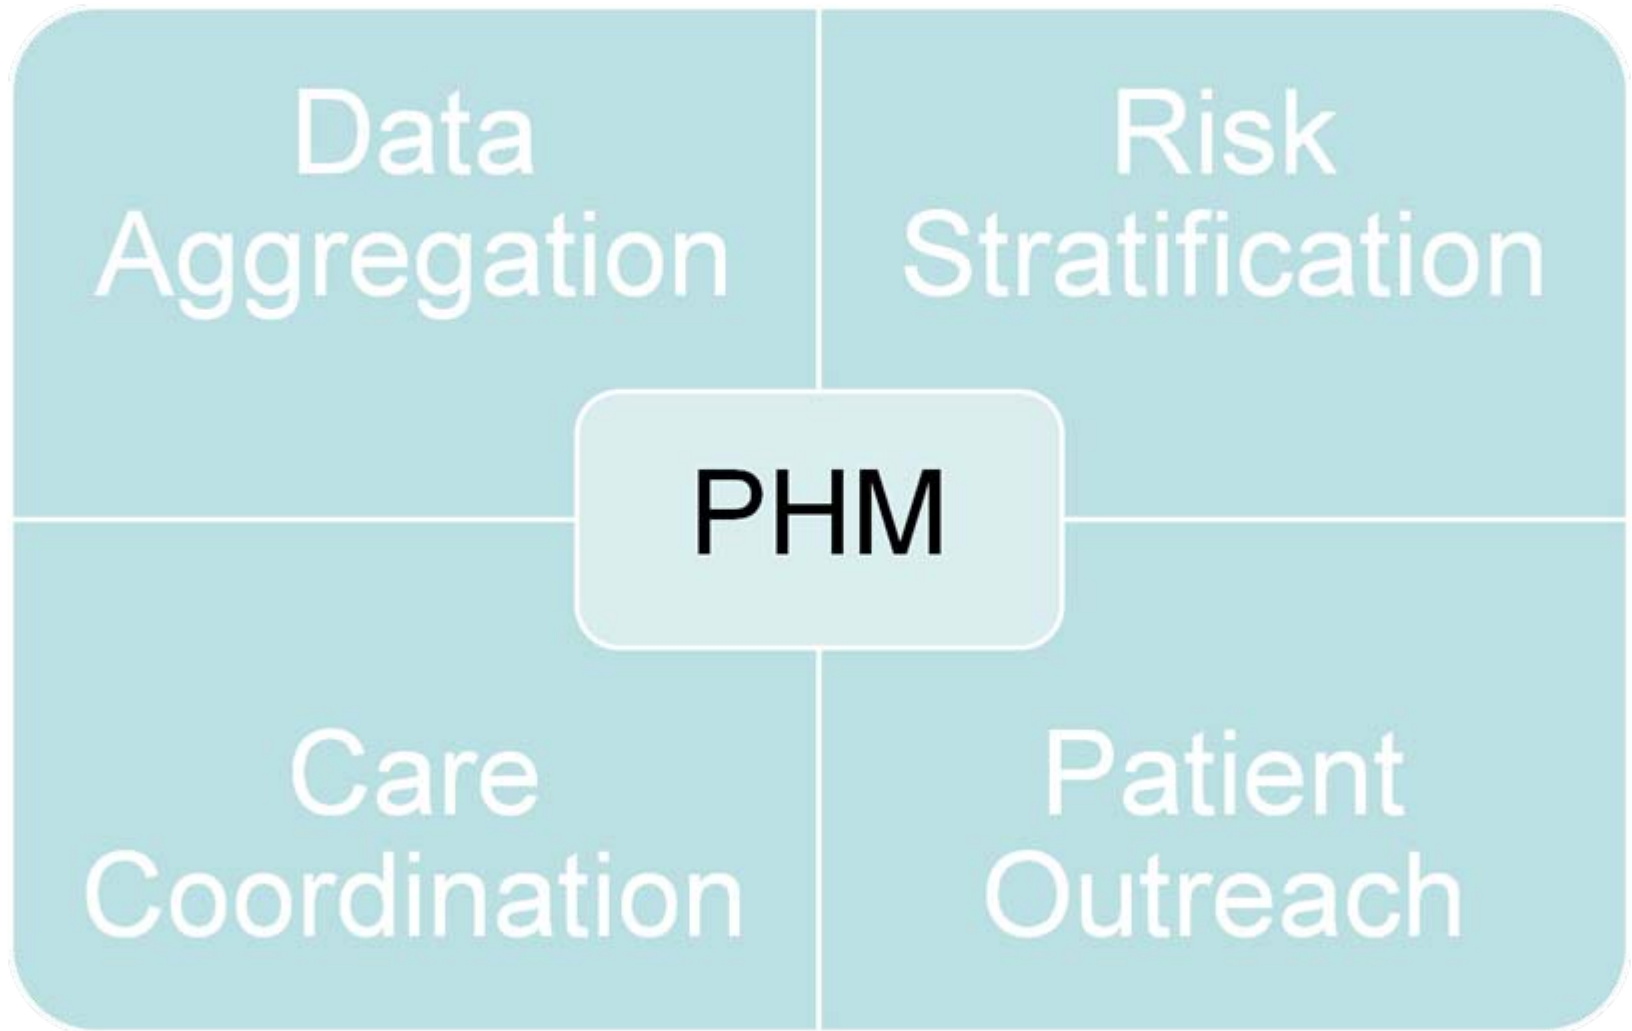 Data
Aggregation
Risk
Stratification
PHM
Care
Coordination
Patient
Outreach